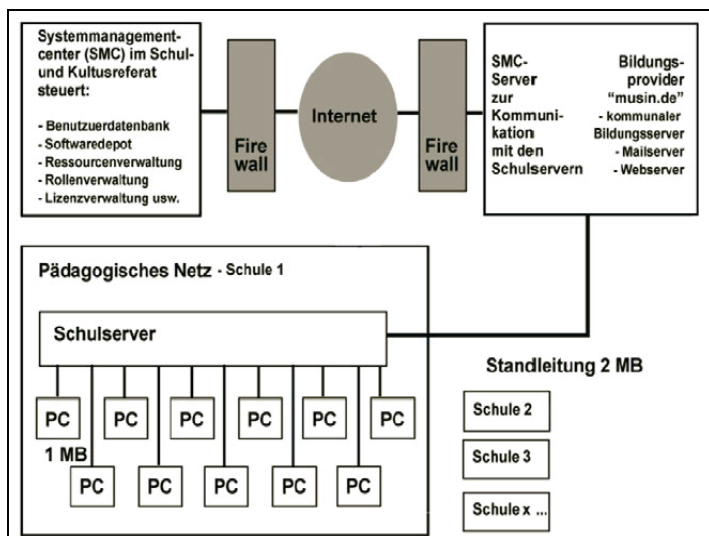 Systemmanagement-
center (SMC) im Schul-
und Kultusreferat
steuert:
- Benutzuerdatenbank
- Softwaredepot
- Ressourcenverwaltung
- Rollenverwaltung
- Lizenzverwaltung usw.
Fire
wall
Internet
Fire
wall
SMC-
Server
zur
Kommuni-
kation
mit den
Schulservern
Bildungs-
provider
“musin.de”
- kommunaler
Bildungsserver
- Mailserver
- Webserver
Pädagogisches Netz - Schule 1
Schulserver
PC
PC
PC
PC
PC
PC
1 MB
PC
PC
PC
PC
PC
Standleitung 2 MB
Schule 2
Schule 3
Schule x ...